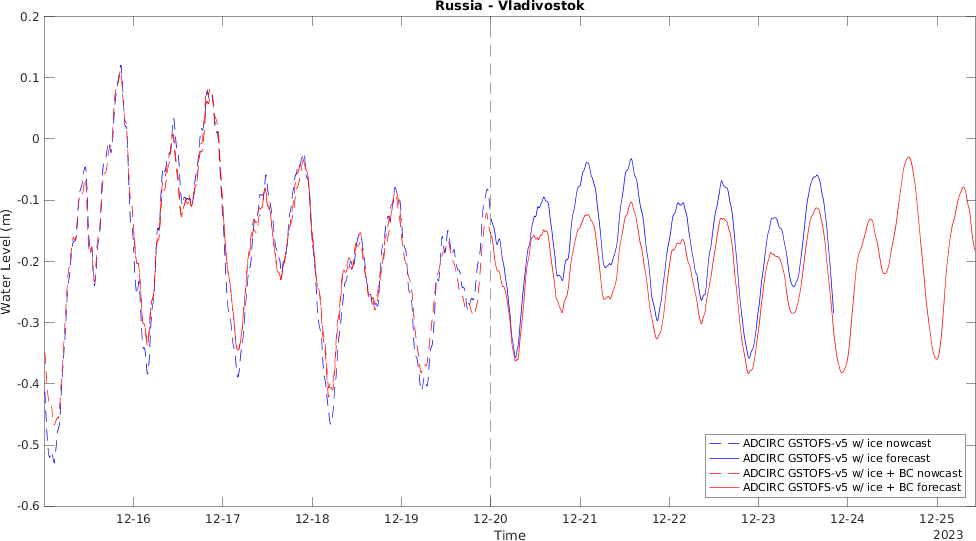 Russia - Vladivostok
0.2
0.1
0
-0.1
-0.2
-0.3
-0.4
-0.5
-0.6
Water Level (m)
ADCIRC GSTOFS-v5 w/ ice nowcast
ADCIRC GSTOFS-v5 w/ ice forecast
ADCIRC GSTOFS-v5 w/ ice + BC nowcast
ADCIRC GSTOFS-v5 w/ ice + BC forecast
12-16 12-17 12-18 12-19 12-20 12-21 12-22 12-23 12-24 12-25
Time
2023